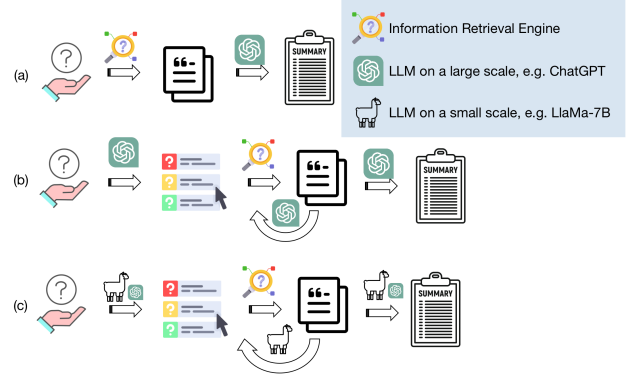 Information Retrieval Engine
(a)
SUMMARY
LLM on a large scale, e.g. ChatGPT
LLM on a small scale, e.g. LlaMa-7B
(b)
SUMMARY
(c)
SUMMARY